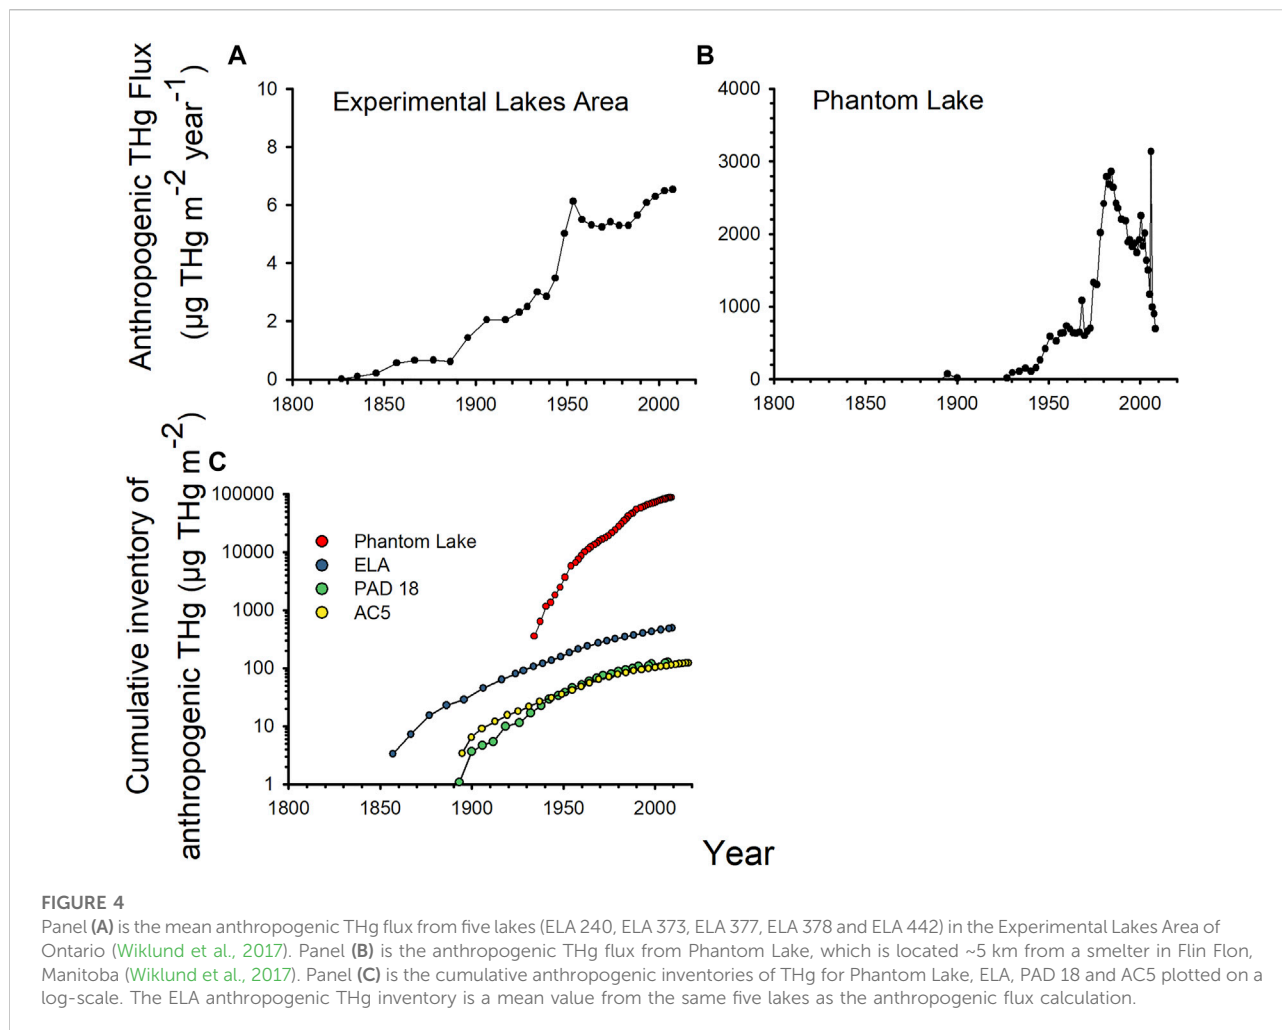 A
Experimental Lakes Area
Anthropogenic THg Flux
(µg THg m-2 year-1)
10
8
6
4
2
0
1800 1850 1900 1950 2000
B
Phantom Lake
4000
3000
2000
1000
0
1800 1850 1900 1950 2000
C
Cumulative inventory of
anthropogenic THg (µg THg m-2)
100000
10000
1000
100
10
1
Phantom Lake
ELA
PAD 18
AC5
1800 1850 1900 1950 2000
Year
FIGURE 4
Panel (A) is the mean anthropogenic THg flux from five lakes (ELA 240, ELA 373, ELA 377, ELA 378 and ELA 442) in the Experimental Lakes Area of
Ontario (Wiklund et al., 2017). Panel (B) is the anthropogenic THg flux from Phantom Lake, which is located ~5 km from a smelter in Flin Flon,
Manitoba (Wiklund et al., 2017). Panel (C) is the cumulative anthropogenic inventories of THg for Phantom Lake, ELA, PAD 18 and AC5 plotted on a
log-scale. The ELA anthropogenic THg inventory is a mean value from the same five lakes as the anthropogenic flux calculation.